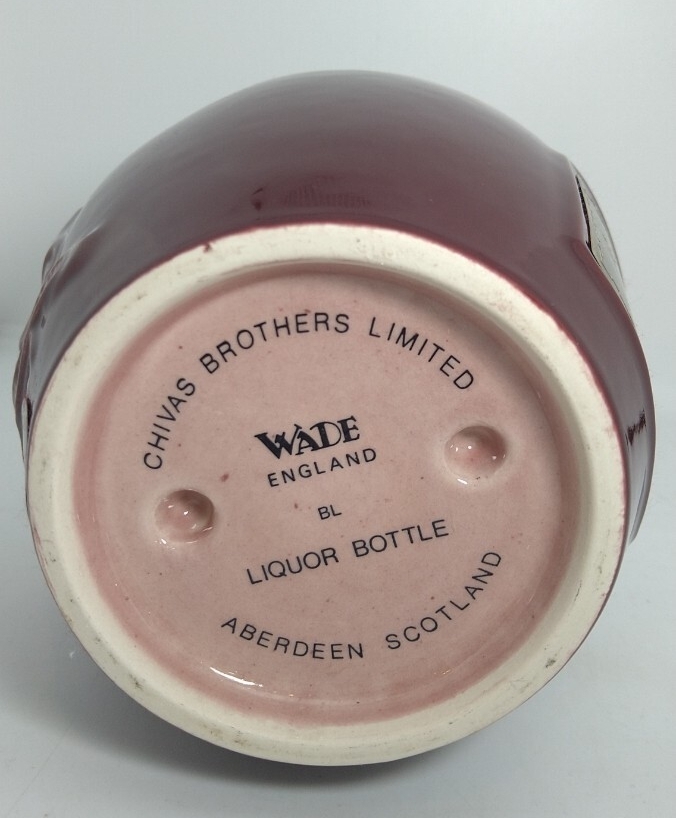 CHIVAS BROTHERS LIMITED
WADE
ENGLAND
BL
LIQUOR BOTTLE
ABERDEEN SCOTLAND